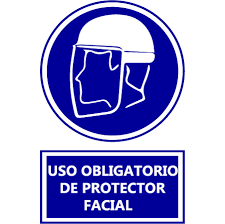 USO OBLIGATORIO
DE PROTECTOR
FACIAL